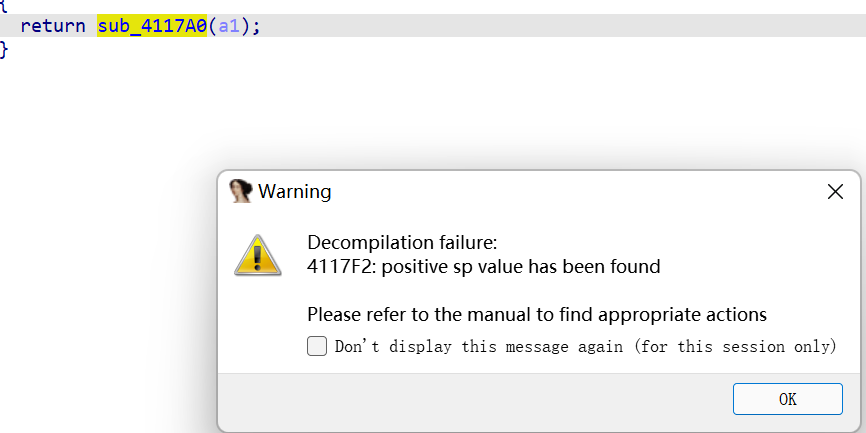 {
return sub_4117A0(a1);
}
Warning
Decompilation failure:
4117F2: positive sp value has been found
Please refer to the manual to find appropriate actions
Don't display this message again (for this session only)
OK